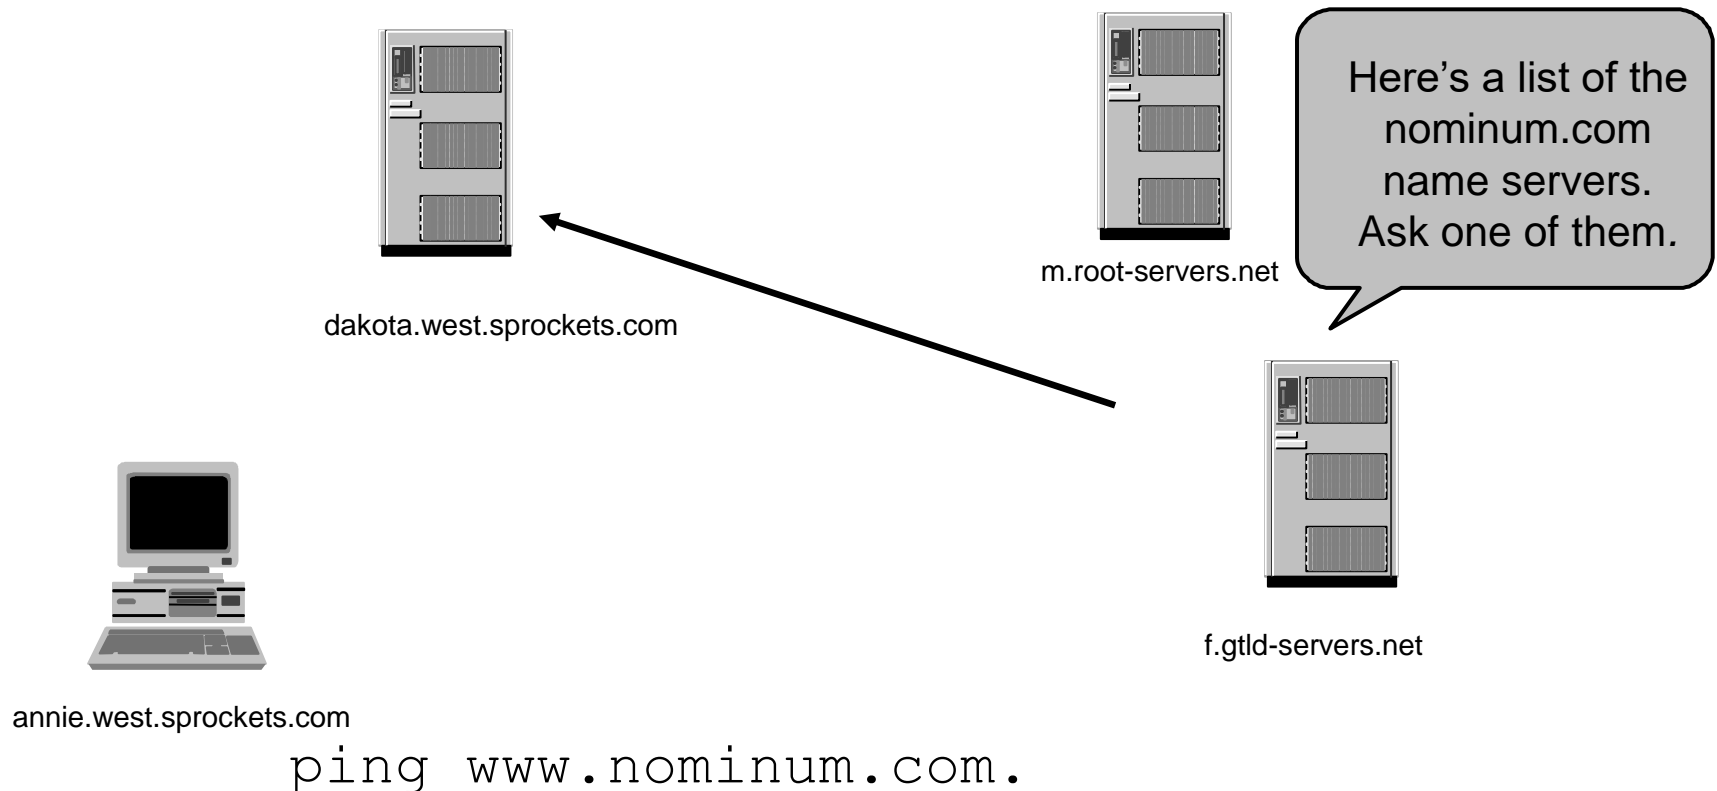 Here’s a list of the
nominum.com
name servers.
Ask one of them.
m.root-servers.net
dakota.west.sprockets.com
f.gtld-servers.net
annie.west.sprockets.com
ping www.nominum.com.